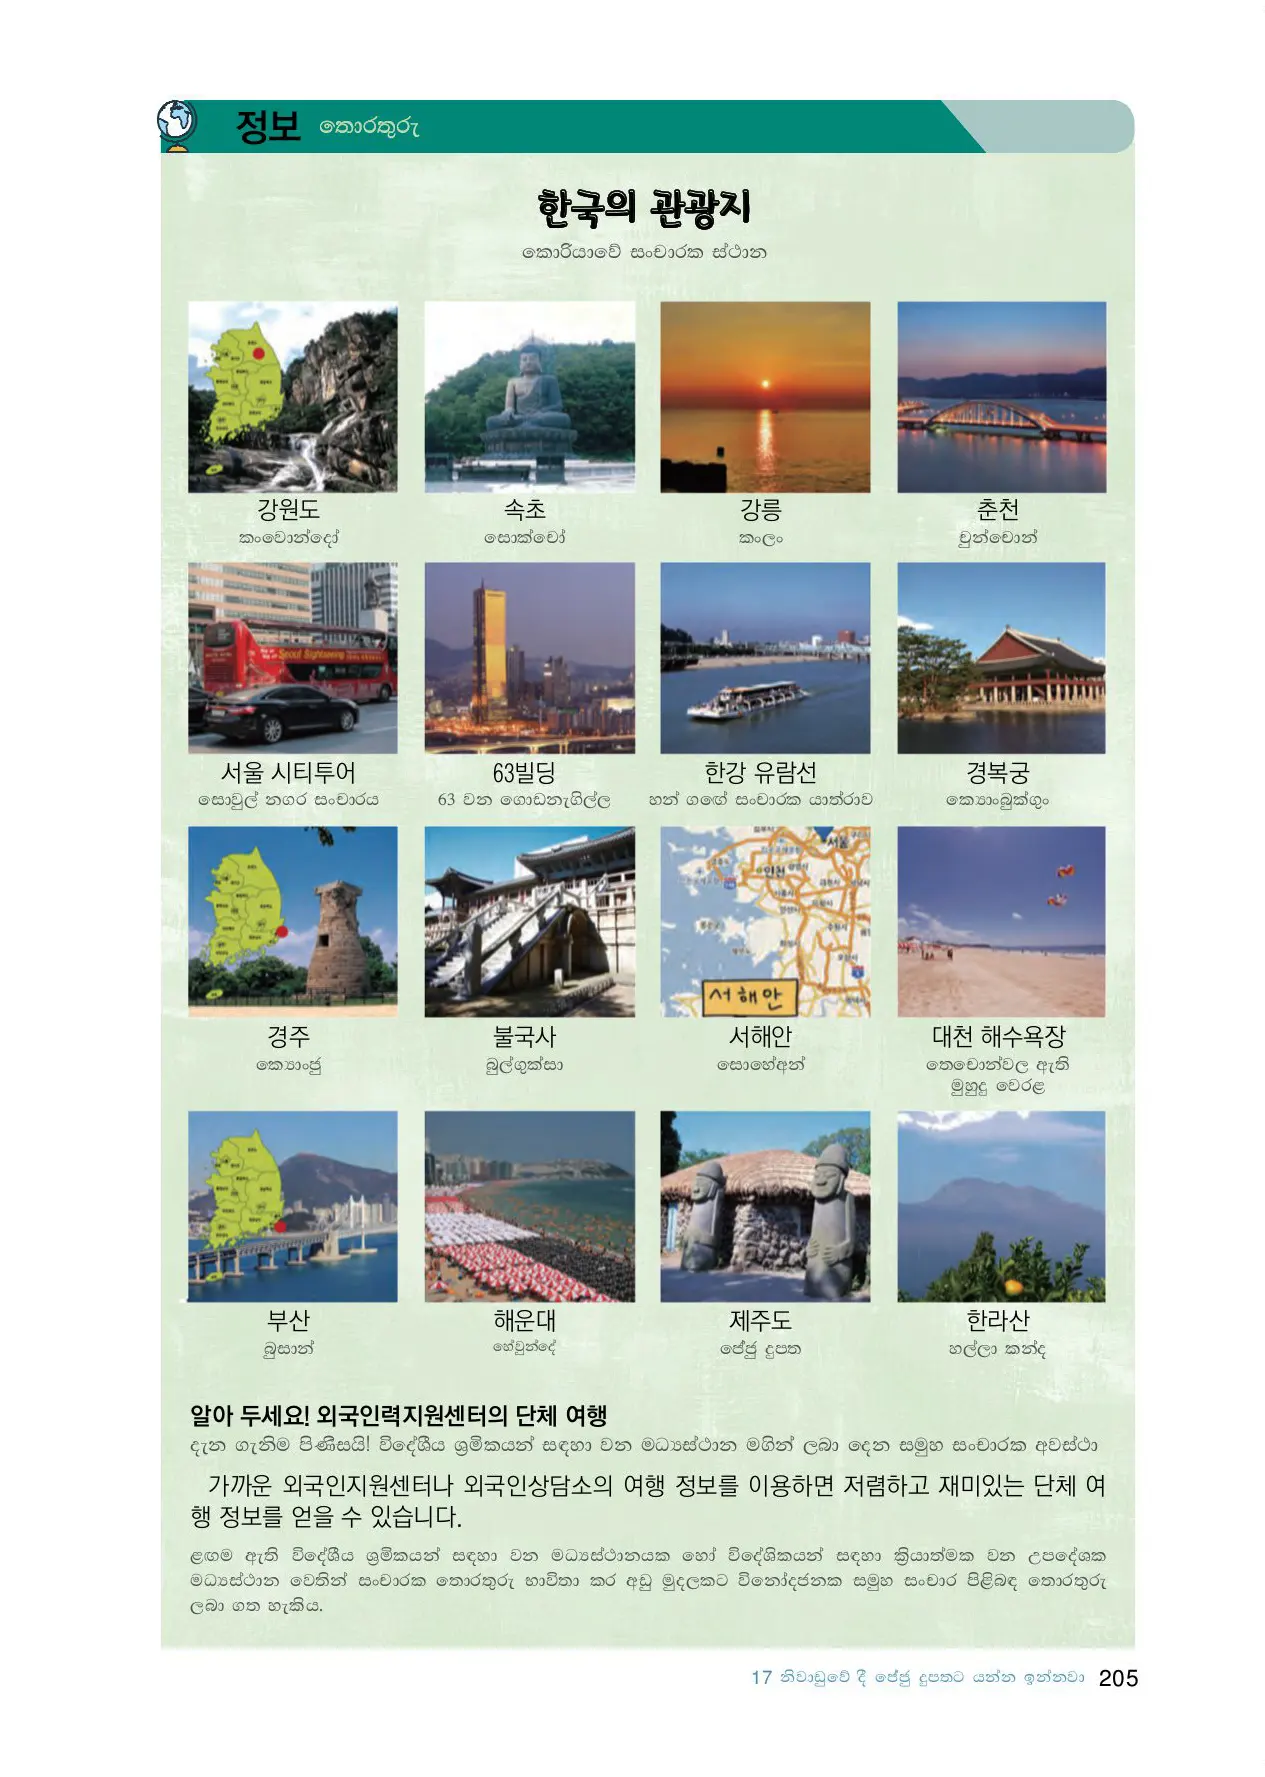 정보 තොරතුරු
한국의 관광지
කොරියාවේ සංචාරක ස්ථාන
강원도 속초 강릉 춘천
කංවොන්දෝ සොක්චෝ කංලං චුන්චොන්
Seoul Sightseeing
서울 시티투어 63빌딩 한강 유람선 경복궁
සොවුල් නගර සංචාරය 63 වන ගොඩනැගිල්ල හන් ගඟේ සංචාරක යාත්රාව ක්‍යොංබුක්ගුං
서울
인천
서해안
경주 불국사 서해안 대천 해수욕장
ක්‍යොංජු බුල්ගුක්සා සොහේඅන් තෙචොන්වල ඇති
මුහුදු වෙරළ
부산 해운대 제주도 한라산
බුසාන් හේවුන්දේ ජේජු දුපත හල්ලා කන්ද
알아 두세요! 외국인력지원센터의 단체 여행
දැන ගැනිම පිණිසයි! විදේශීය ශ්‍රමිකයන් සඳහා වන මධ්‍යස්ථාන මගින් ලබා දෙන සමුහ සංචාරක අවස්ථා
가까운 외국인지원센터나 외국인상담소의 여행 정보를 이용하면 저렴하고 재미있는 단체 여
행 정보를 얻을 수 있습니다.
ළඟම ඇති විදේශීය ශ්‍රමිකයන් සඳහා වන මධ්‍යස්ථානයක හෝ විදේශිකයන් සඳහා ක්‍රියාත්මක වන උපදේශක
මධ්‍යස්ථාන වෙතින් සංචාරක තොරතුරු භාවිතා කර අඩු මුදලකට විනෝදජනක සමුහ සංචාර පිළිබඳ තොරතුරු
ලබා ගත හැකිය.
17 නිවාඩුවේ දී ජේජු දුපතට යන්න ඉන්නවා 205